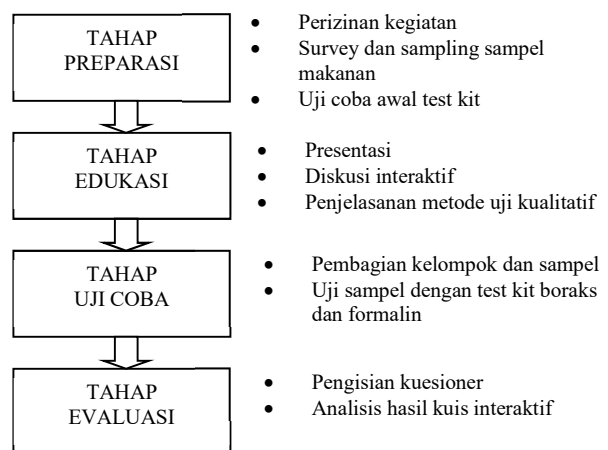 TAHAP
PREPARASI
• Perizinan kegiatan
• Survey dan sampling sampel
makanan
• Uji coba awal test kit
TAHAP
EDUKASI
• Presentasi
• Diskusi interaktif
• Penjelasanan metode uji kualitatif
TAHAP
UJI COBA
• Pembagian kelompok dan sampel
• Uji sampel dengan test kit boraks
dan formalin
TAHAP
EVALUASI
• Pengisian kuesioner
• Analisis hasil kuis interaktif